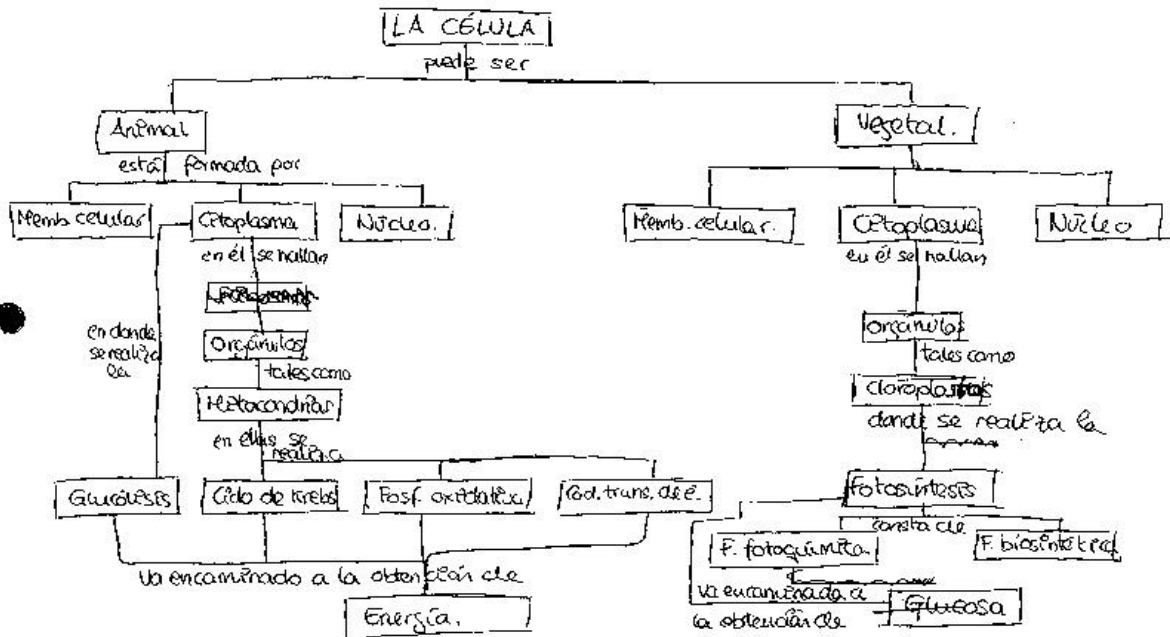 LA CÉLULA
puede ser
Animal
Vegetal.
está formada por
Memb. celular
Citoplasma
Núcleo.
Memb. celular.
Citoplasma
Núcleo
en él se hallan
en él se hallan
en donde
se realiza
la
Orgánulos
orgánulos
tales como
tales como
Mitocondrias
Cloroplastos
en ellas se
realiza
donde se realiza la
Glucólisis
Ciclo de Krebs
Fosf. oxidativa
Cad. trans. de é.
Fotosíntesis
consta de
F. fotoquímica
F. biosintética
va encaminado a la obtención de
Energía.
va encaminada a
la obtención de
Glucosa